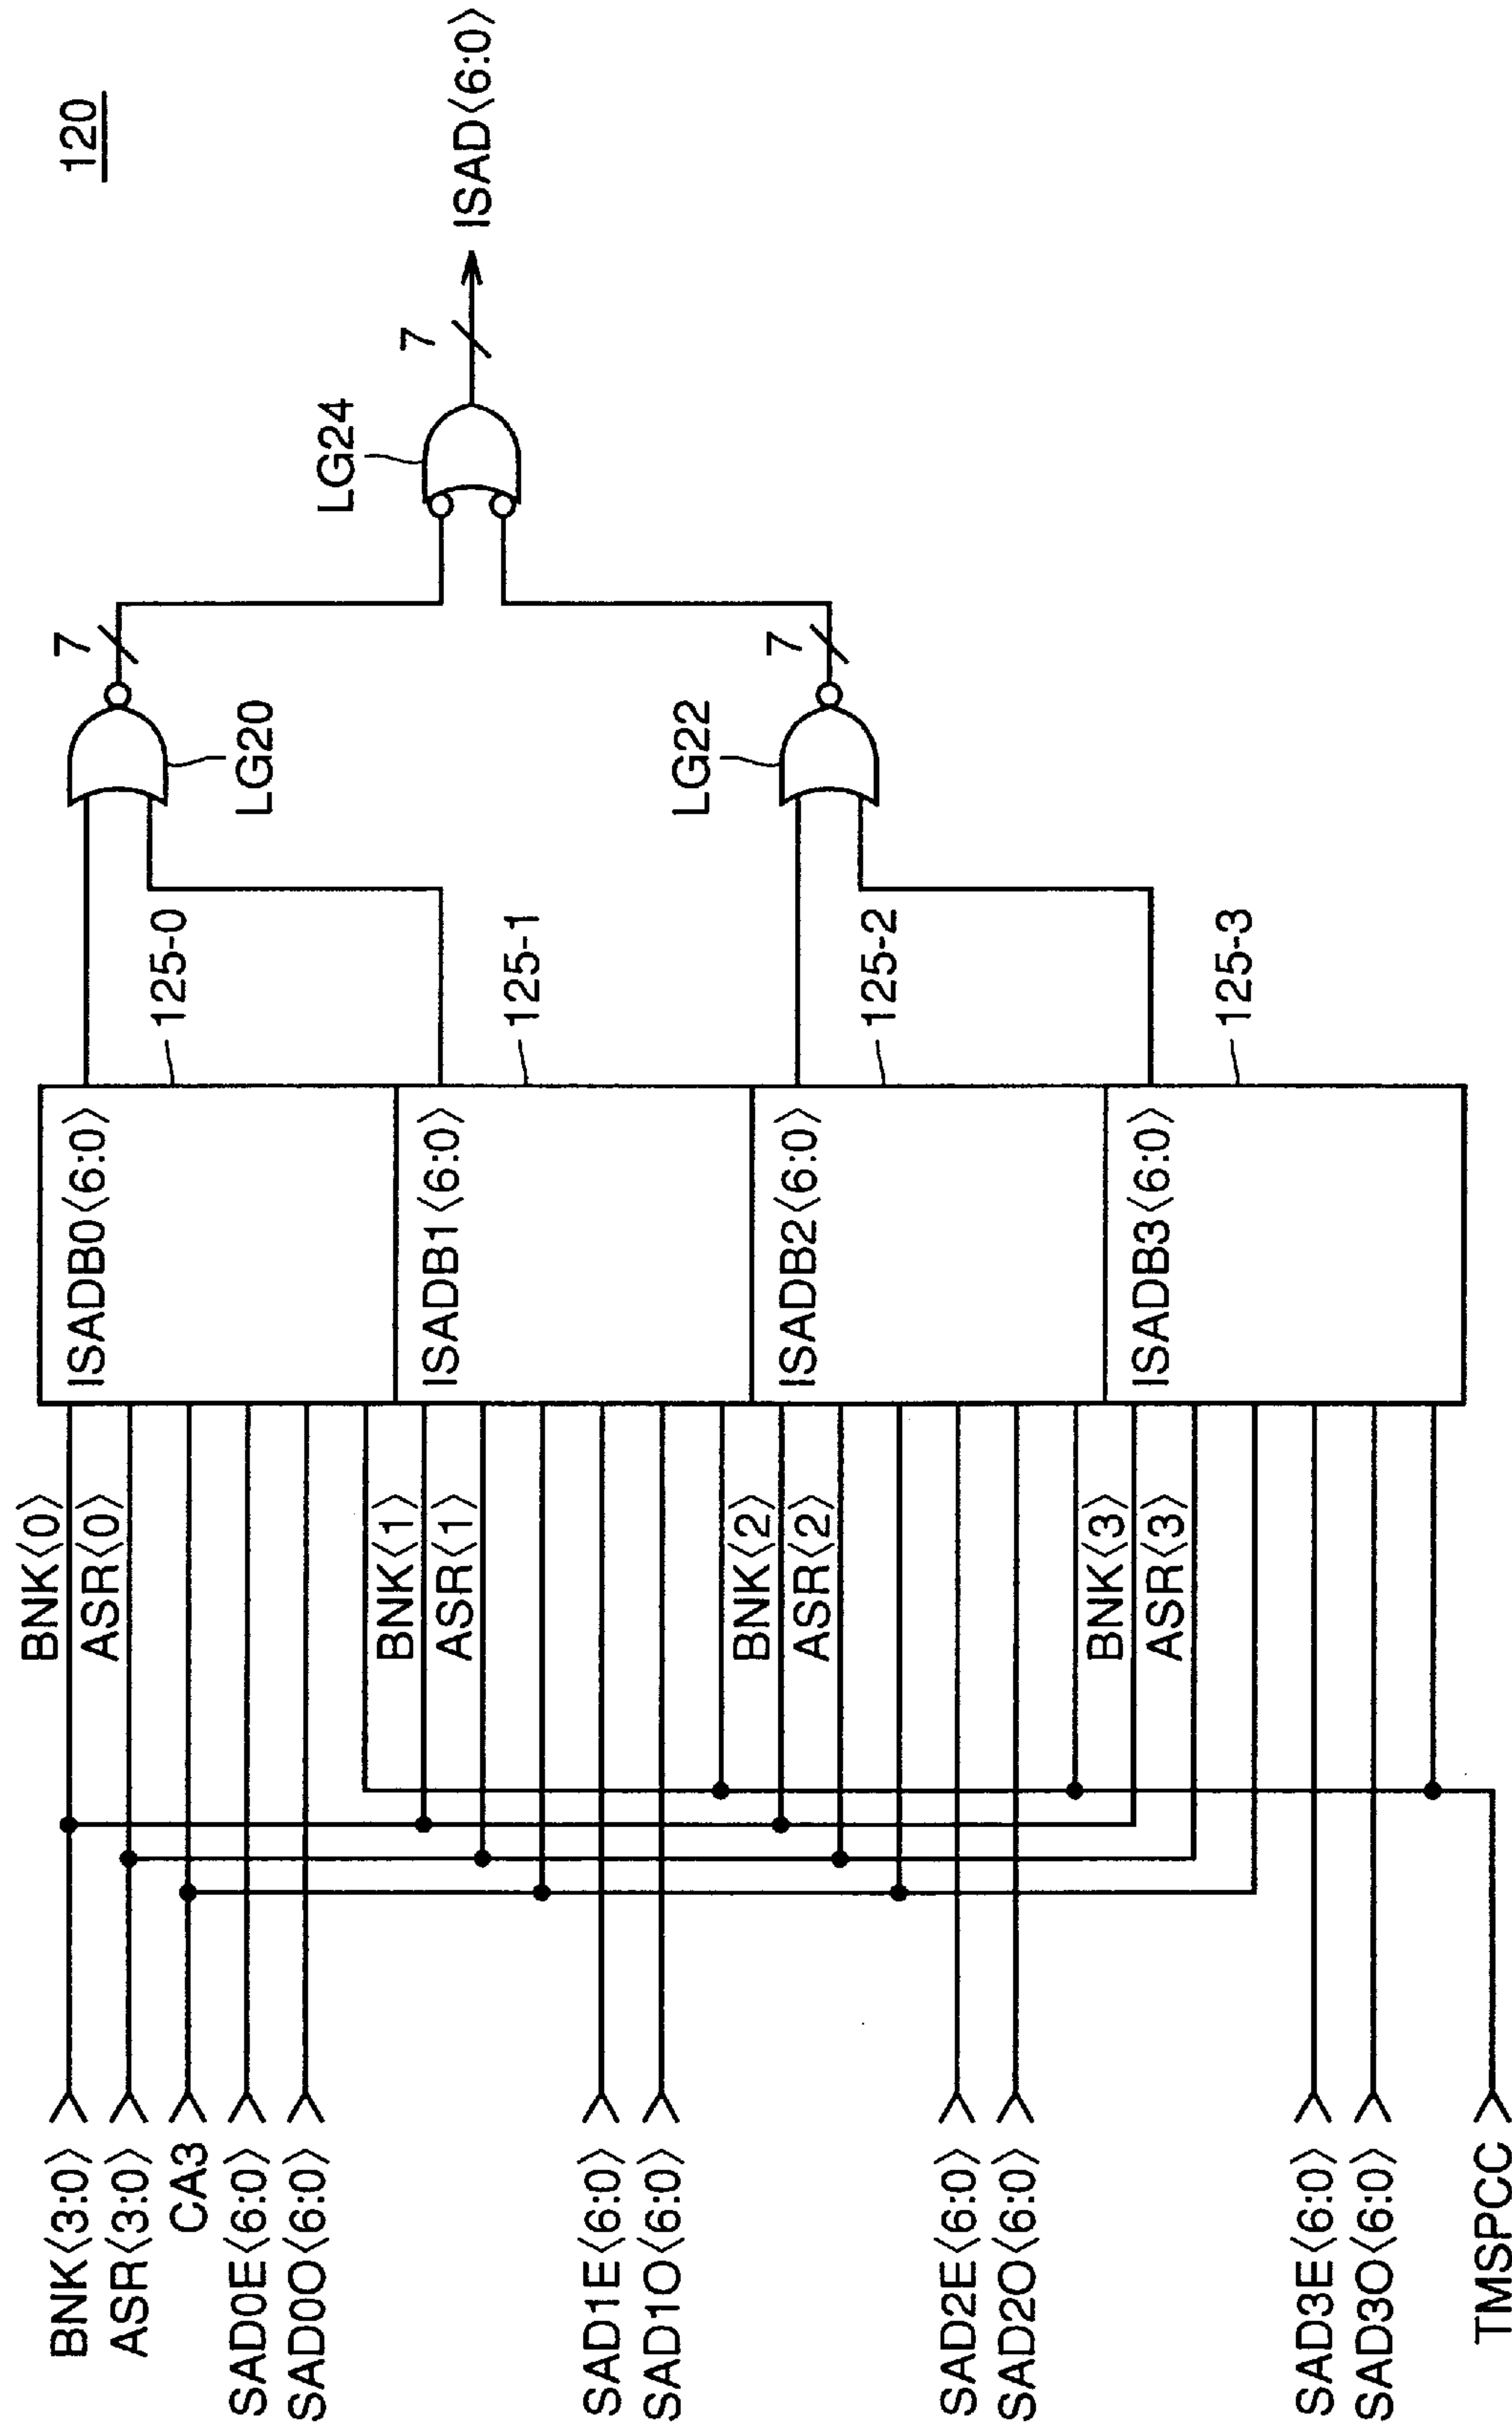 120
BNK<3:0>
ASR<3:0>
CA3
SAD0E<6:0>
SAD0O<6:0>
SAD1E<6:0>
SAD1O<6:0>
SAD2E<6:0>
SAD2O<6:0>
SAD3E<6:0>
SAD3O<6:0>
TMSPCC
BNK<0>
ASR<0>
BNK<1>
ASR<1>
BNK<2>
ASR<2>
BNK<3>
ASR<3>
ISADB0<6:0>
ISADB1<6:0>
ISADB2<6:0>
ISADB3<6:0>
125-0
125-1
125-2
125-3
LG20
7
LG22
7
LG24
7
ISAD<6:0>